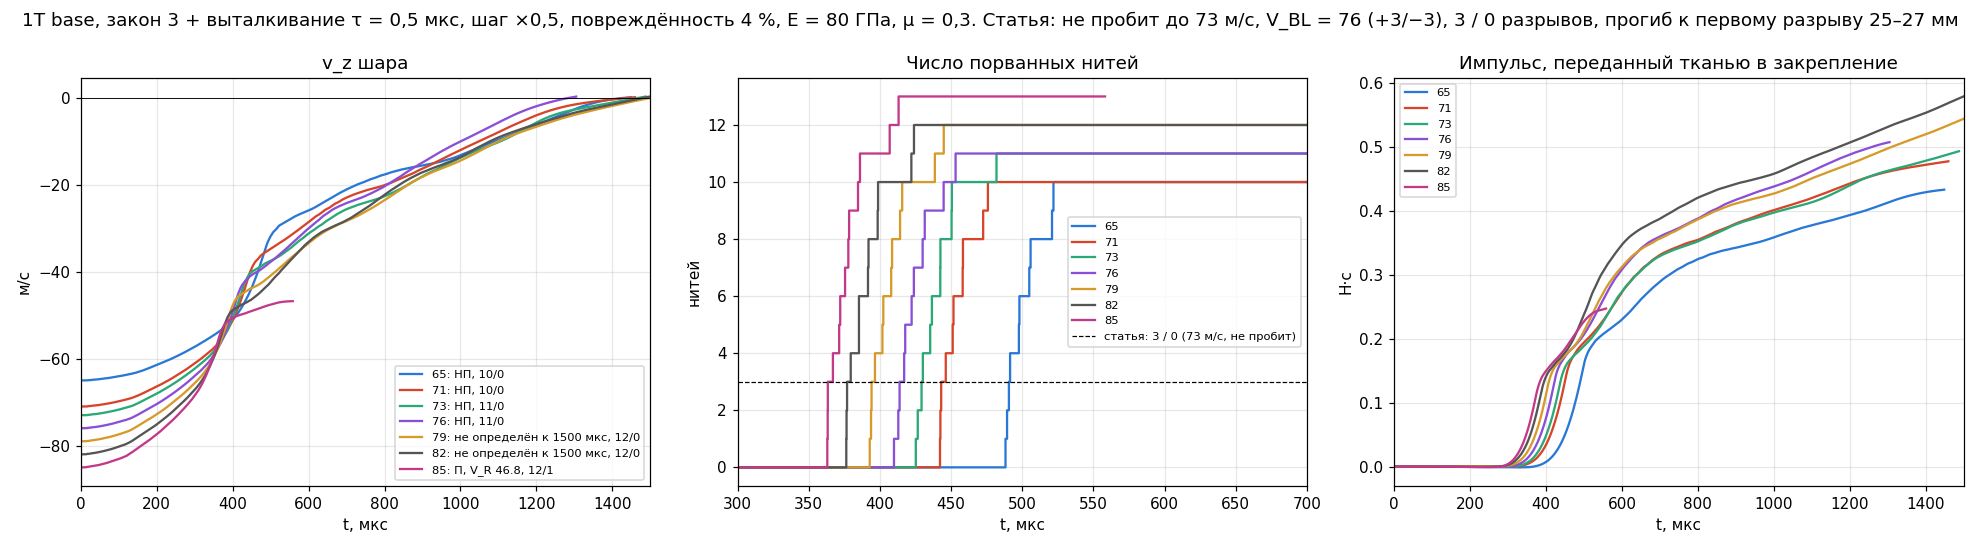 1T base, закон 3 + выталкивание τ = 0,5 мкс, шаг ×0,5, повреждённость 4 %, E = 80 ГПа, μ = 0,3. Статья: не пробит до 73 м/с, V_BL = 76 (+3/−3), 3 / 0 разрывов, прогиб к первому разрыву 25–27 мм
v_z шара
м/с
0
−20
−40
−60
−80
65: НП, 10/0
71: НП, 10/0
73: НП, 11/0
76: НП, 11/0
79: не определён к 1500 мкс, 12/0
82: не определён к 1500 мкс, 12/0
85: П, V_R 46.8, 12/1
0 200 400 600 800 1000 1200 1400
t, мкс
Число порванных нитей
нитей
12
10
8
6
4
2
0
65
71
73
76
79
82
85
статья: 3 / 0 (73 м/с, не пробит)
300 350 400 450 500 550 600 650 700
t, мкс
Импульс, переданный тканью в закрепление
Н·с
0.6
0.5
0.4
0.3
0.2
0.1
0.0
65
71
73
76
79
82
85
0 200 400 600 800 1000 1200 1400
t, мкс